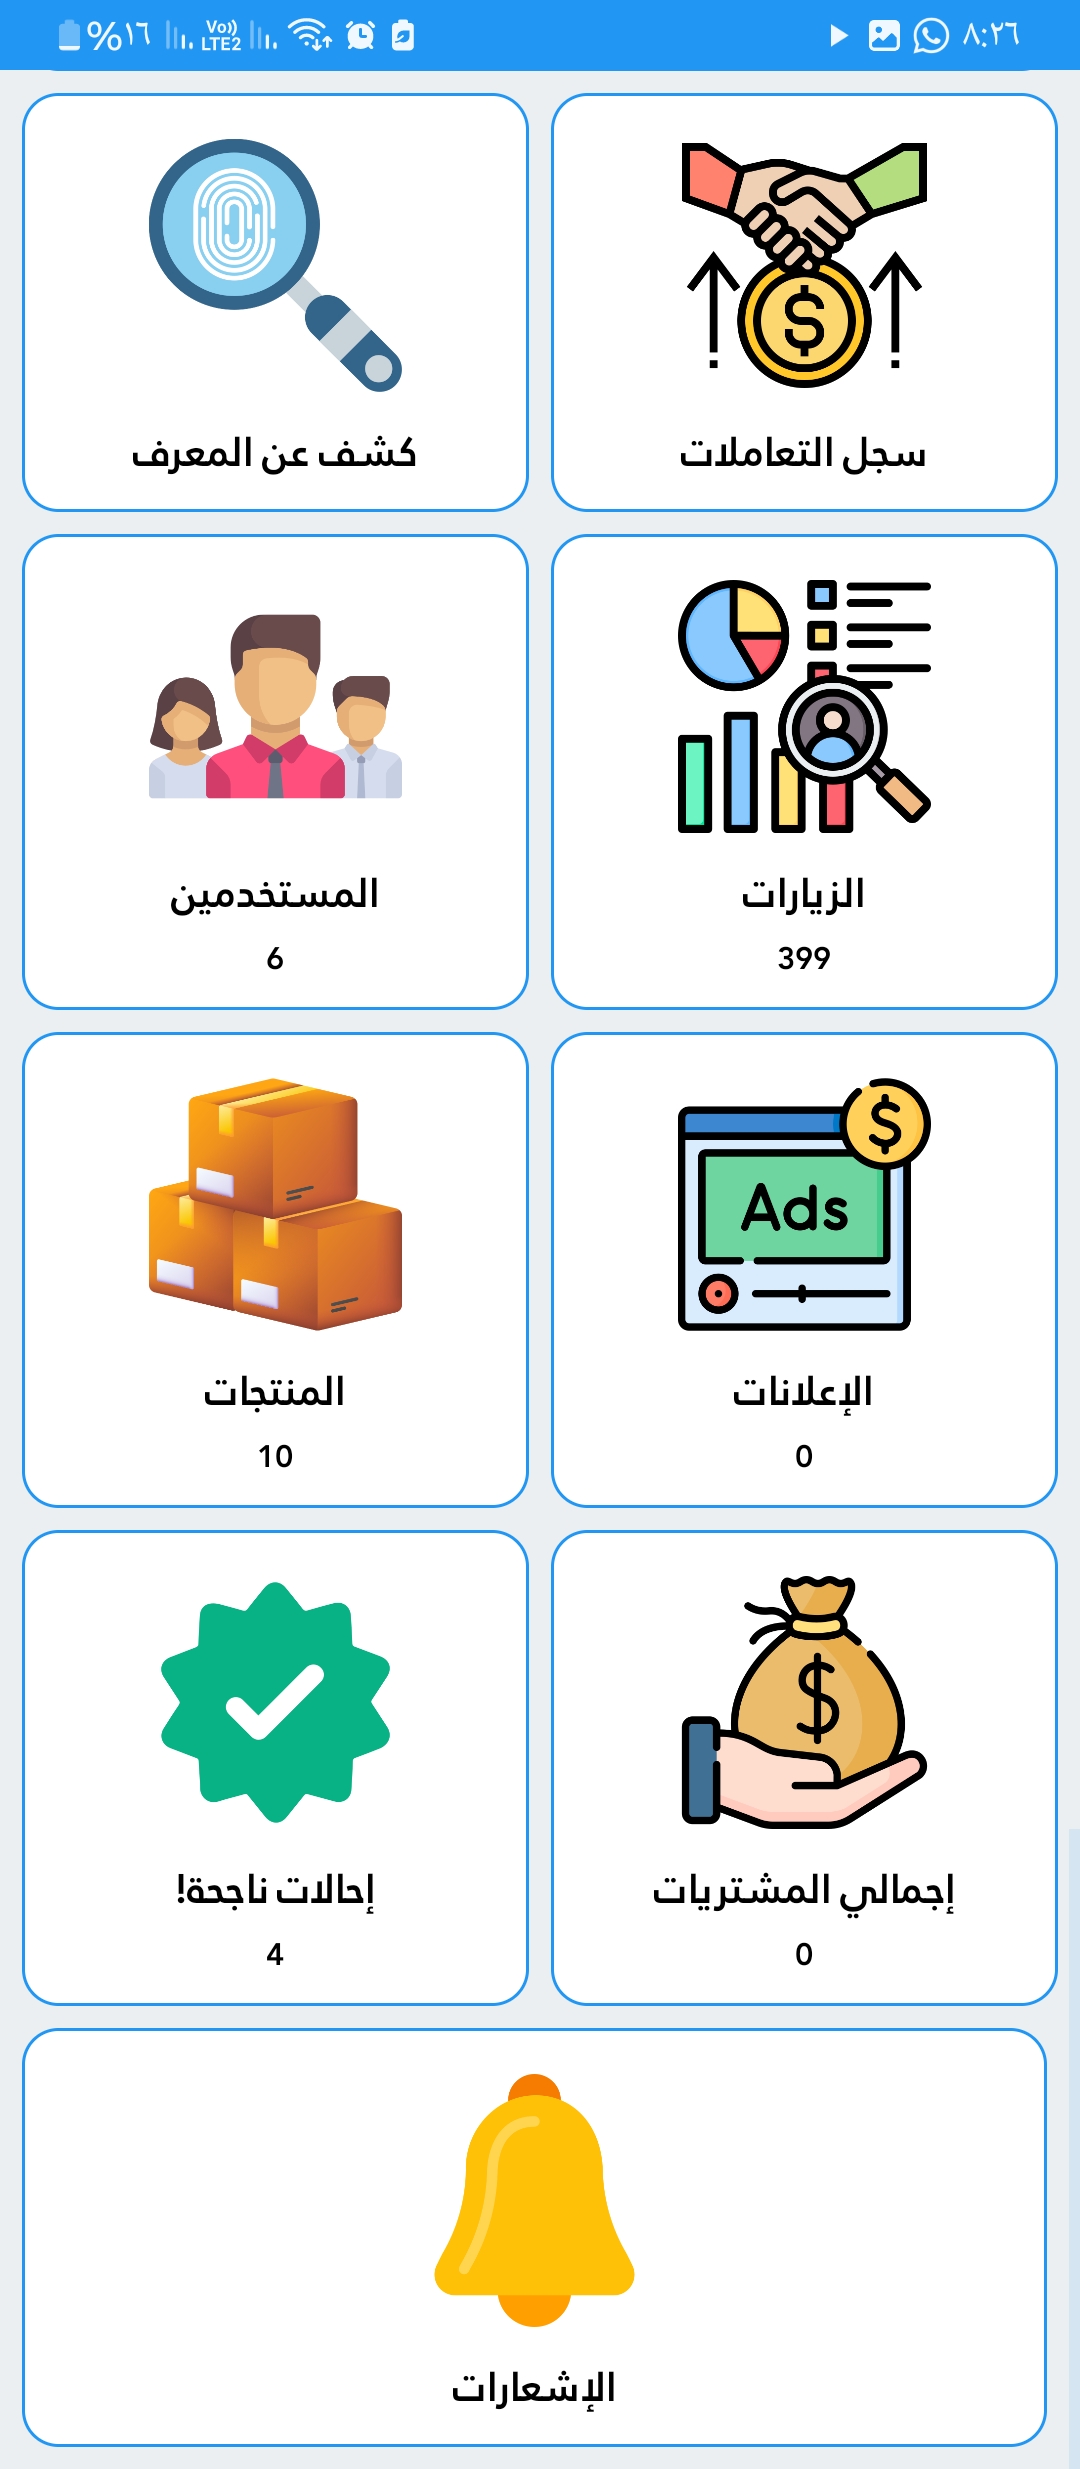 ٨:٢٦
Vo)) LTE2
%١٦
سجل التعاملات
كشف عن المعرف
الزيارات
399
المستخدمين
6
Ads
الإعلانات
0
المنتجات
10
إجمالي المشتريات
0
إحالات ناجحة!
4
الإشعارات